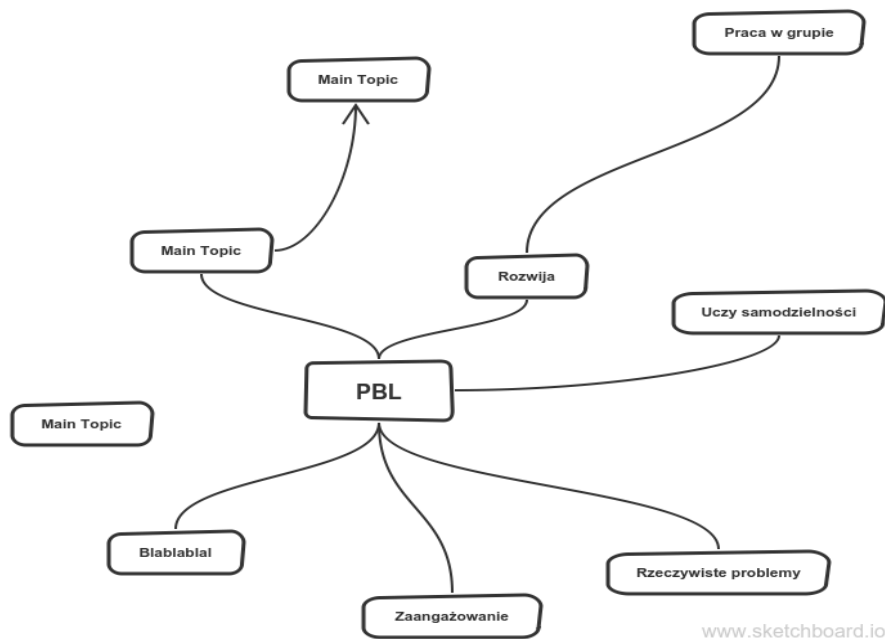 Praca w grupie
Main Topic
Main Topic
Rozwija
Uczy samodzielności
PBL
Main Topic
Blablablal
Rzeczywiste problemy
Zaangażowanie
www.sketchboard.io